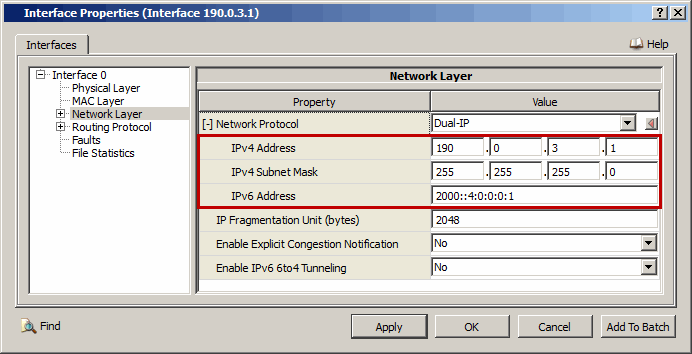 Interface Properties (Interface 190.0.3.1)
Interfaces
Help
Interface 0
Physical Layer
MAC Layer
Network Layer
Routing Protocol
Faults
File Statistics
Network Layer
Property Value
[-] Network Protocol Dual-IP
IPv4 Address 190 . 0 . 3 . 1
IPv4 Subnet Mask 255 . 255 . 255 . 0
IPv6 Address 2000::4:0:0:0:1
IP Fragmentation Unit (bytes) 2048
Enable Explicit Congestion Notification No
Enable IPv6 6to4 Tunneling No
Find
Apply OK Cancel Add To Batch